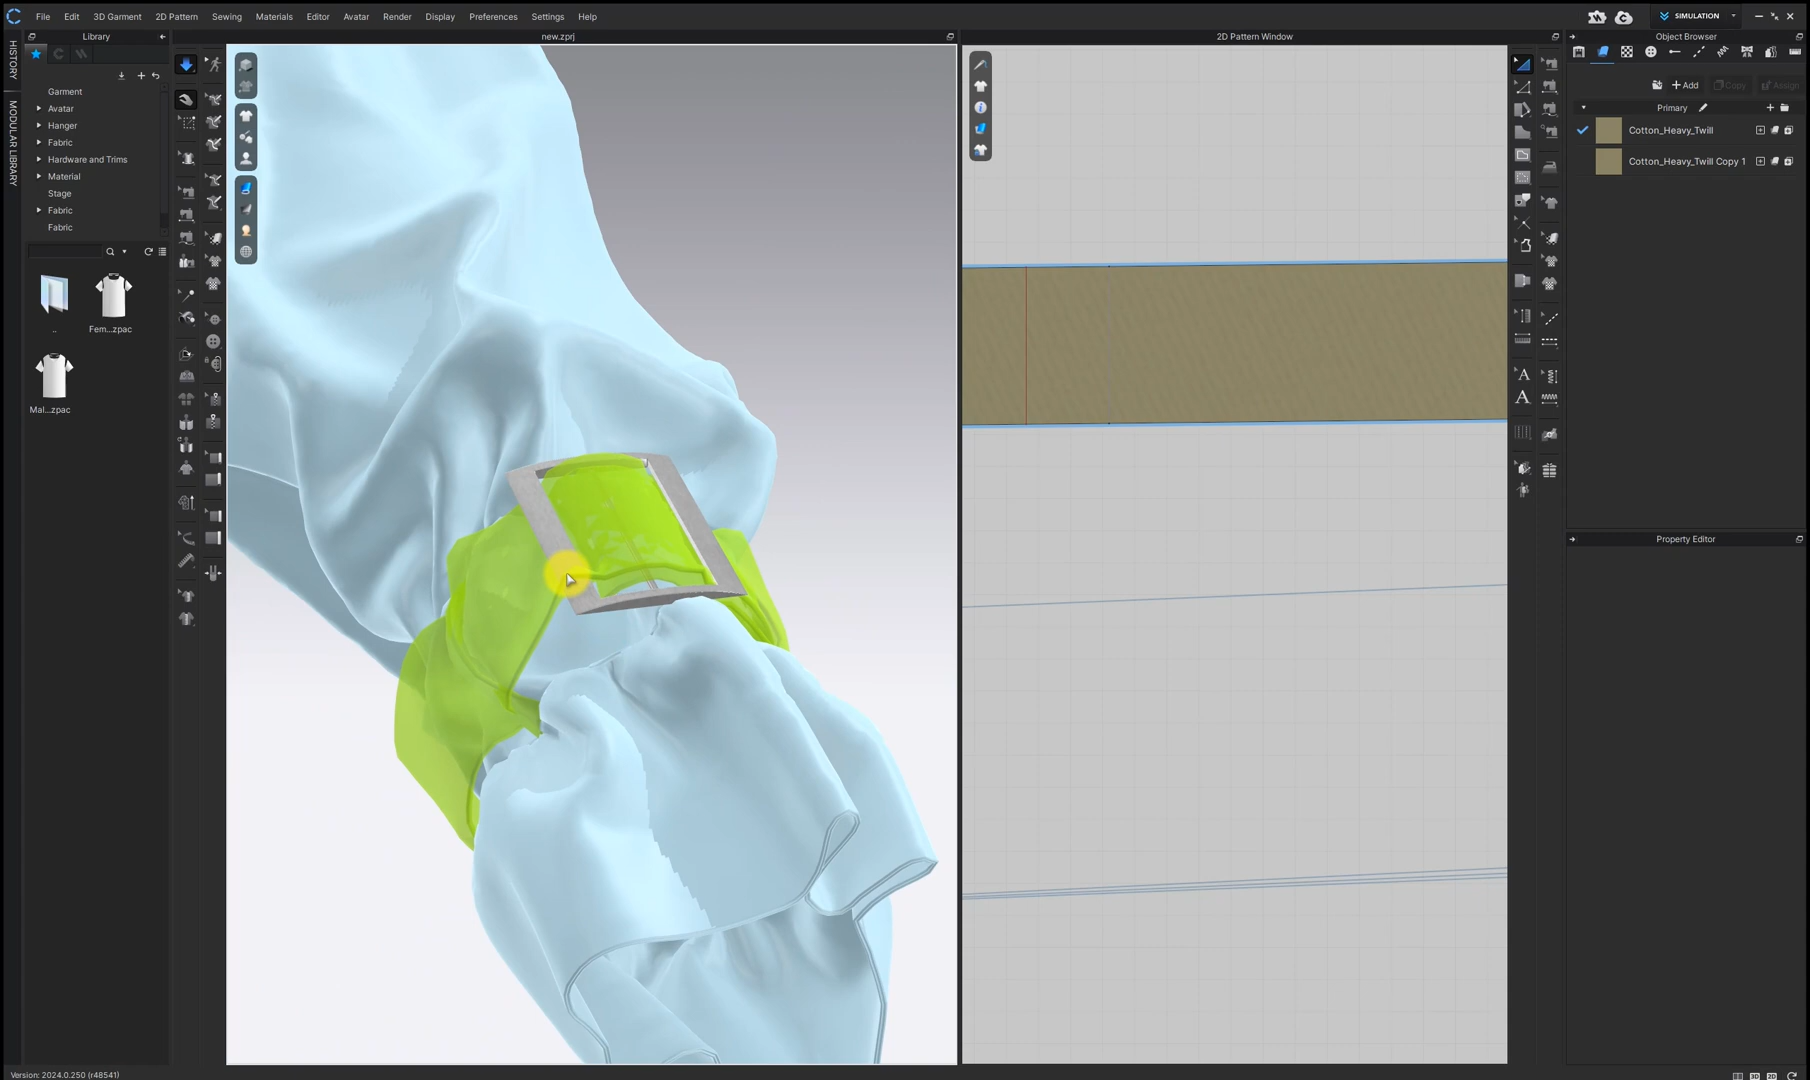 File Edit 3D Garment 2D Pattern Sewing Materials Editor Avatar Render Display Preferences Settings Help
SIMULATION
HISTORY
MODULAR LIBRARY
Library
Garment
Avatar
Hanger
Fabric
Hardware and Trims
Material
Stage
Fabric
Fabric
..
Fem...zpac
Mal...zpac
new.zprj
2D Pattern Window
A
A
Object Browser
+ Add
Copy
Assign
Primary
Cotton_Heavy_Twill
Cotton_Heavy_Twill Copy 1
Property Editor
Version: 2024.0.250 (r48541)
3D
2D